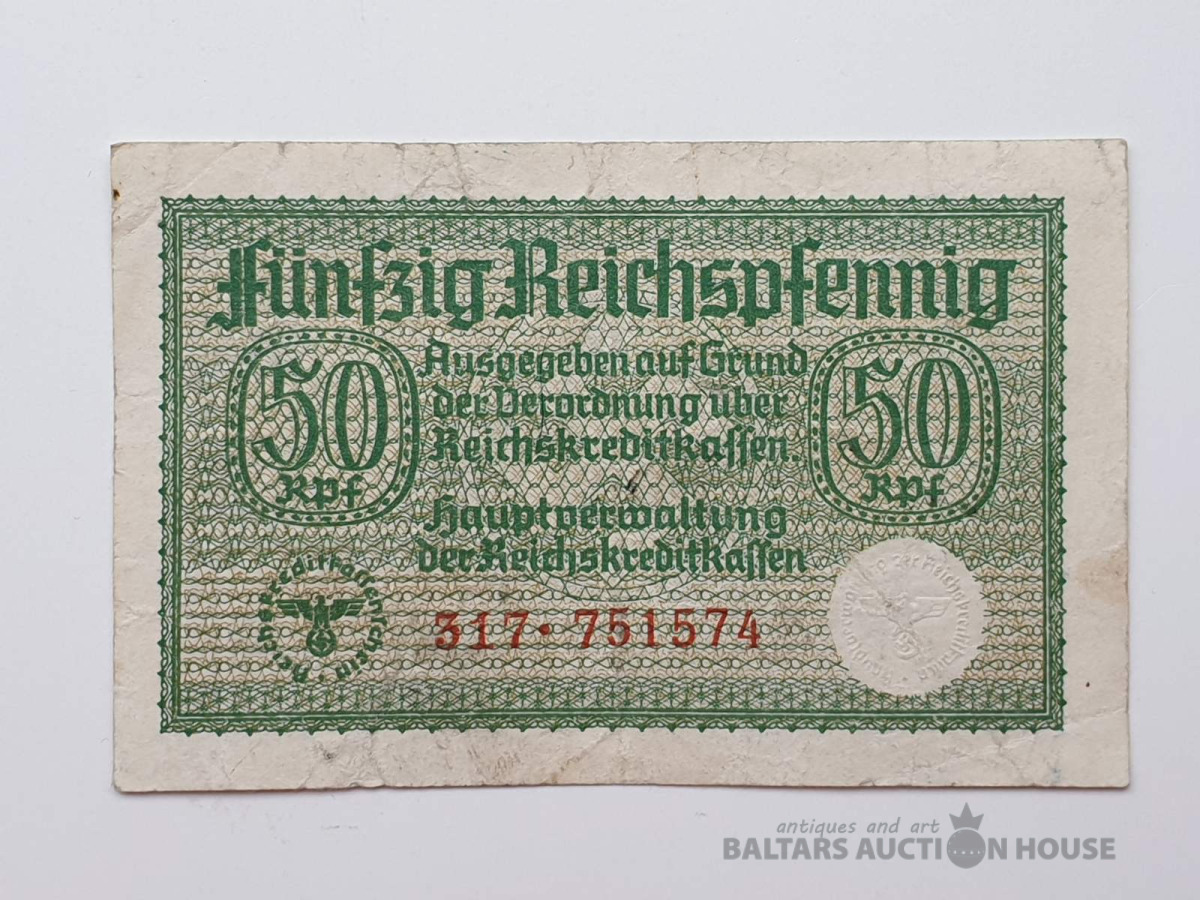 Fünfzig Reichspfennig
50
Rpf
Ausgegeben auf Grund
der Verordnung über
Reichskreditkassen.
Hauptverwaltung
der Reichskreditkassen
50
Rpf
Reichskreditkassenschein
317 · 751574
antiques and art
BALTARS AUCTION HOUSE